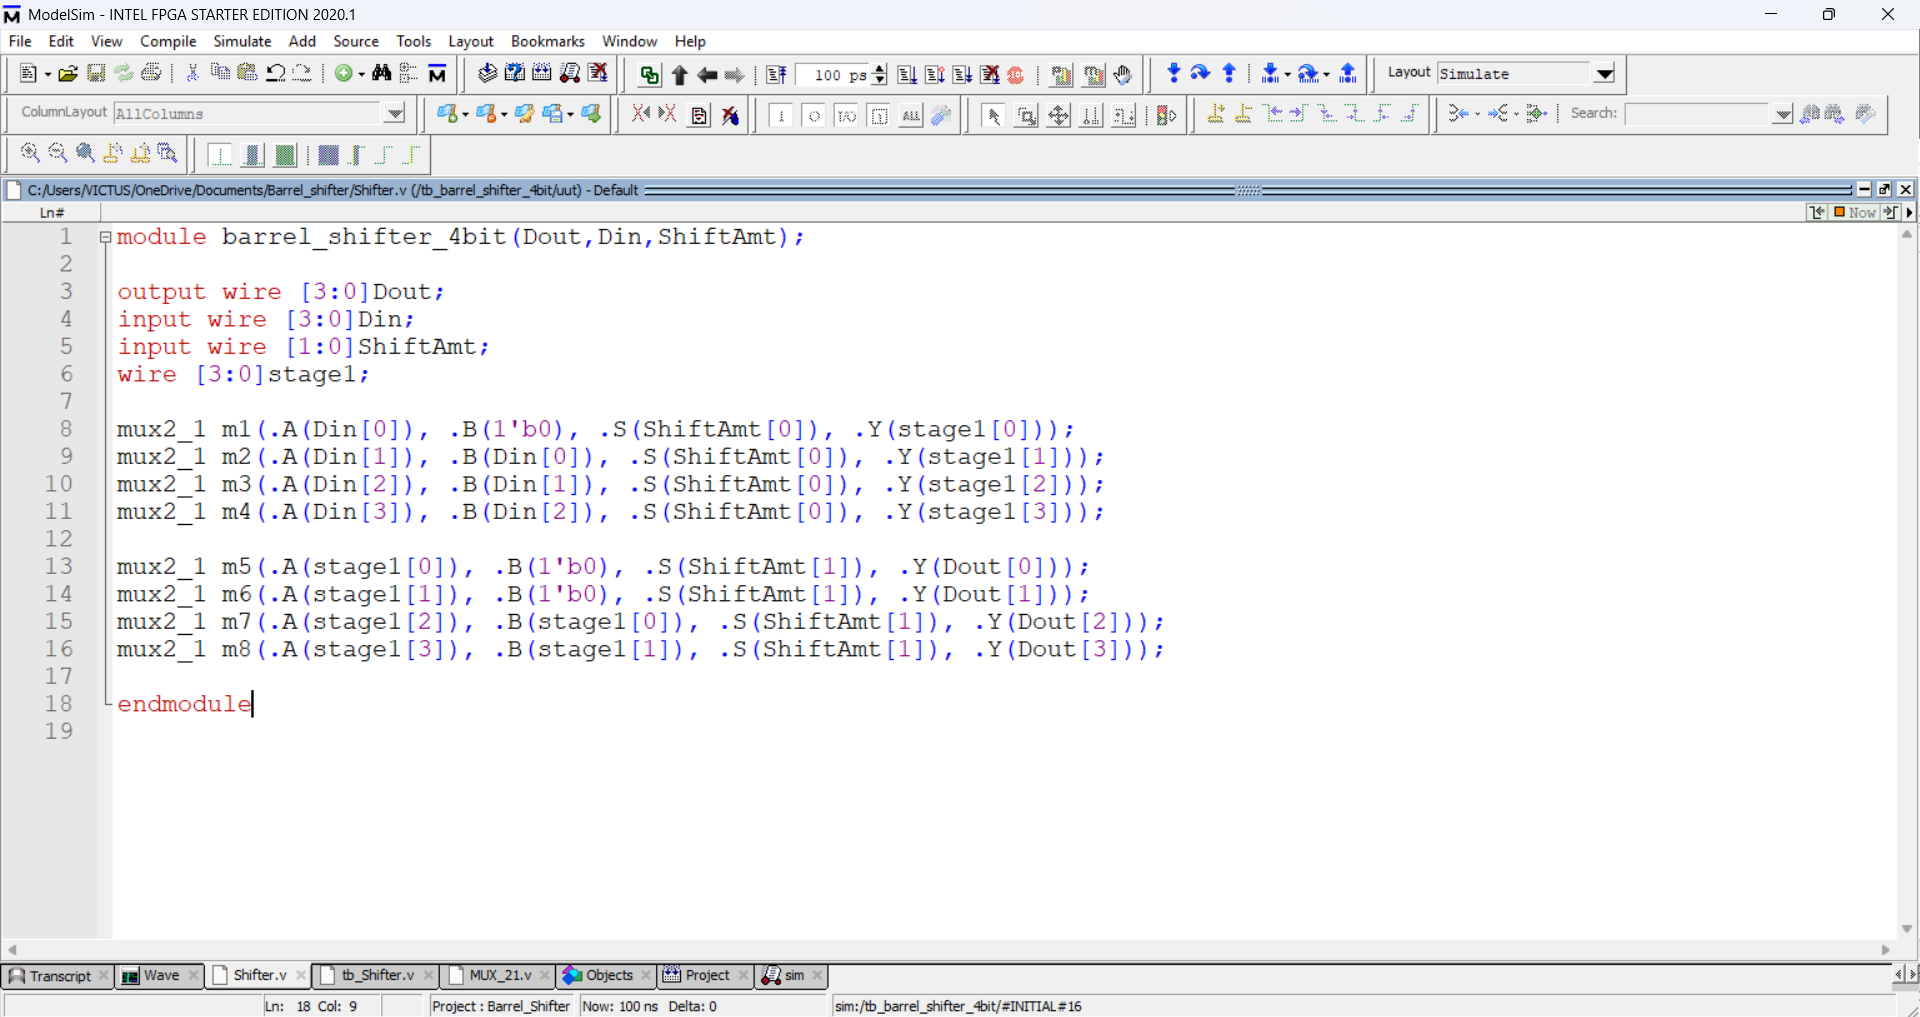 ModelSim - INTEL FPGA STARTER EDITION 2020.1
File Edit View Compile Simulate Add Source Tools Layout Bookmarks Window Help
100 ps
Layout Simulate
ColumnLayout AllColumns
Search:
C:/Users/VICTUS/OneDrive/Documents/Barrel_shifter/Shifter.v (/tb_barrel_shifter_4bit/uut) - Default
Ln#
Now
1 module barrel_shifter_4bit(Dout,Din,ShiftAmt);
2
3 output wire [3:0]Dout;
4 input wire [3:0]Din;
5 input wire [1:0]ShiftAmt;
6 wire [3:0]stage1;
7
8 mux2_1 m1(.A(Din[0]), .B(1'b0), .S(ShiftAmt[0]), .Y(stage1[0]));
9 mux2_1 m2(.A(Din[1]), .B(Din[0]), .S(ShiftAmt[0]), .Y(stage1[1]));
10 mux2_1 m3(.A(Din[2]), .B(Din[1]), .S(ShiftAmt[0]), .Y(stage1[2]));
11 mux2_1 m4(.A(Din[3]), .B(Din[2]), .S(ShiftAmt[0]), .Y(stage1[3]));
12
13 mux2_1 m5(.A(stage1[0]), .B(1'b0), .S(ShiftAmt[1]), .Y(Dout[0]));
14 mux2_1 m6(.A(stage1[1]), .B(1'b0), .S(ShiftAmt[1]), .Y(Dout[1]));
15 mux2_1 m7(.A(stage1[2]), .B(stage1[0]), .S(ShiftAmt[1]), .Y(Dout[2]));
16 mux2_1 m8(.A(stage1[3]), .B(stage1[1]), .S(ShiftAmt[1]), .Y(Dout[3]));
17
18 endmodule
19
Transcript Wave Shifter.v tb_Shifter.v MUX_21.v Objects Project sim
Ln: 18 Col: 9 Project : Barrel_Shifter Now: 100 ns Delta: 0 sim:/tb_barrel_shifter_4bit/#INITIAL#16